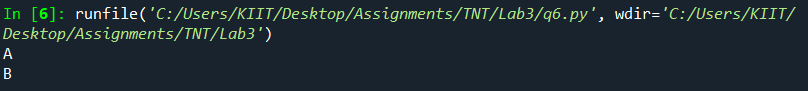 In [6]: runfile('C:/Users/KIIT/Desktop/Assignments/TNT/Lab3/q6.py', wdir='C:/Users/KIIT/
Desktop/Assignments/TNT/Lab3')
A
B